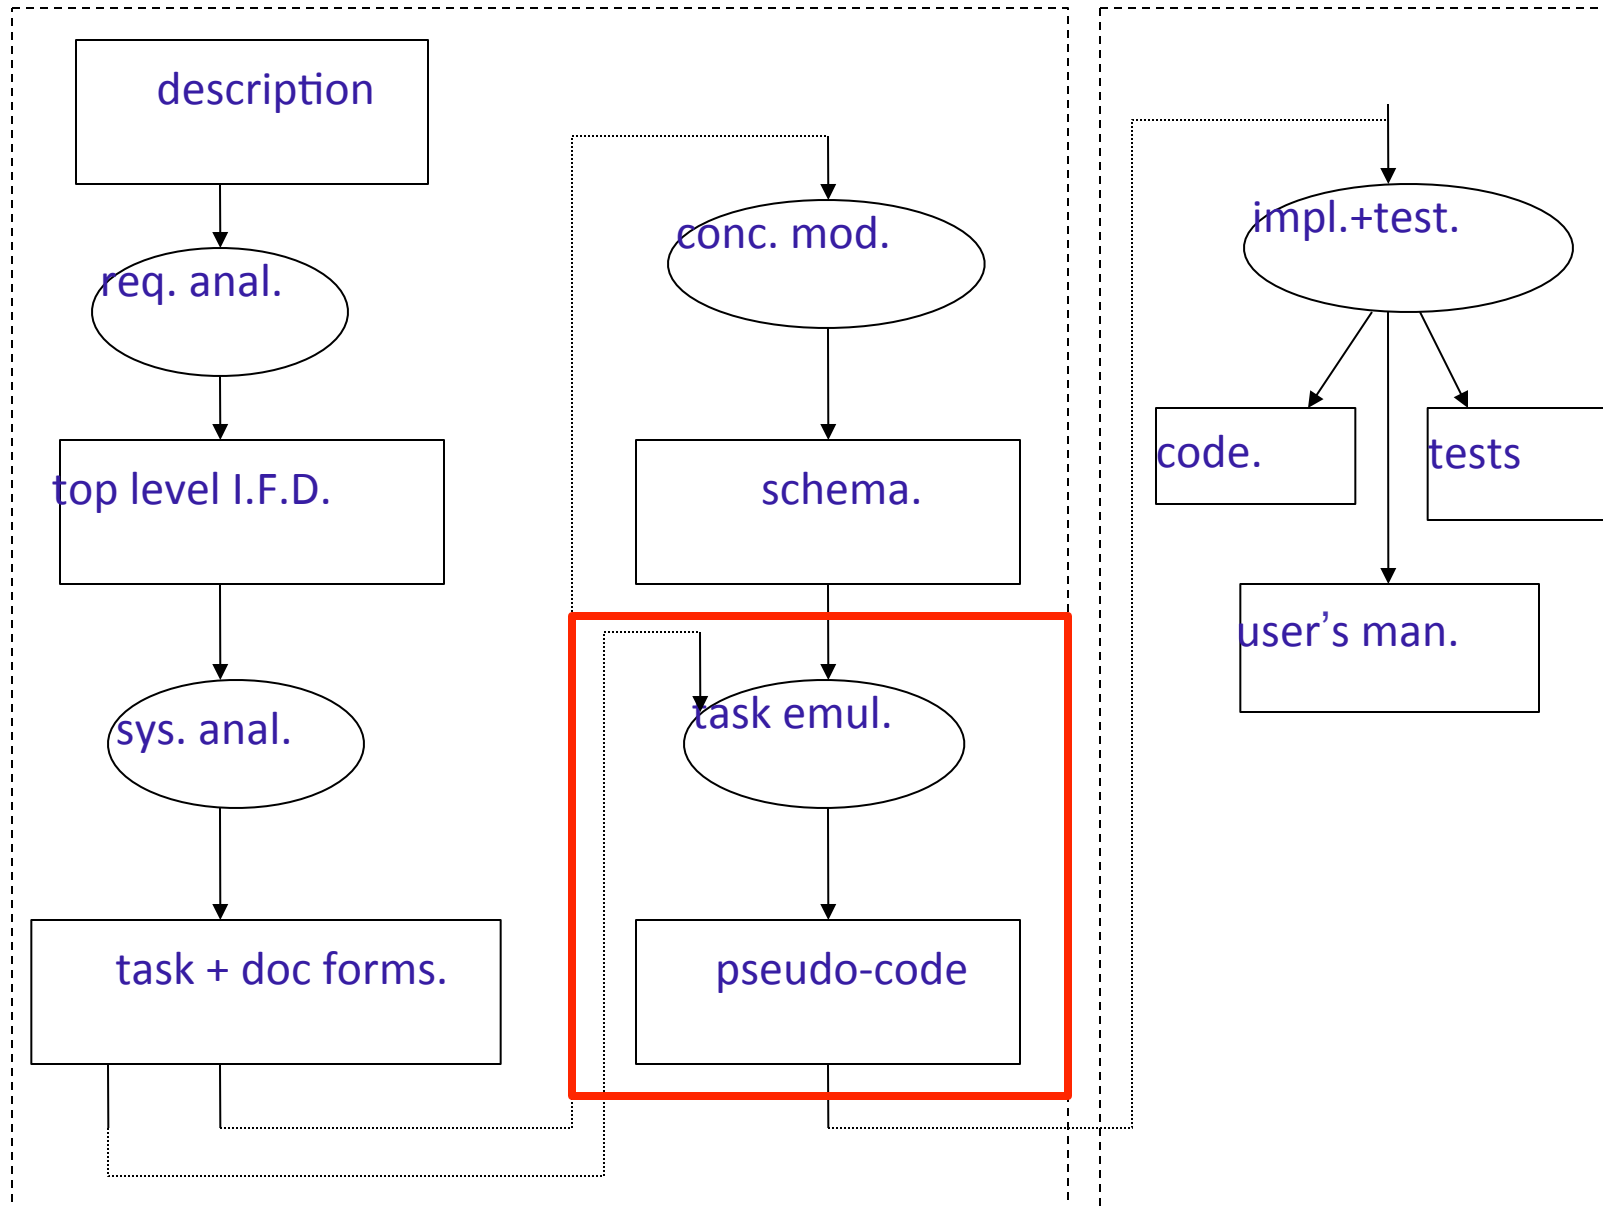 description
req. anal.
top level I.F.D.
sys. anal.
task + doc forms.
conc. mod.
schema.
task emul.
pseudo-code
impl.+test.
code.
tests
user’s man.